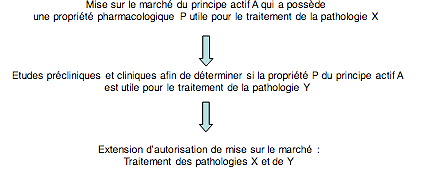 Mise sur le marché du principe actif A qui a possède
une propriété pharmacologique P utile pour le traitement de la pathologie X
Etudes précliniques et cliniques afin de déterminer si la propriété P du principe actif A
est utile pour le traitement de la pathologie Y
Extension d'autorisation de mise sur le marché :
Traitement des pathologies X et de Y